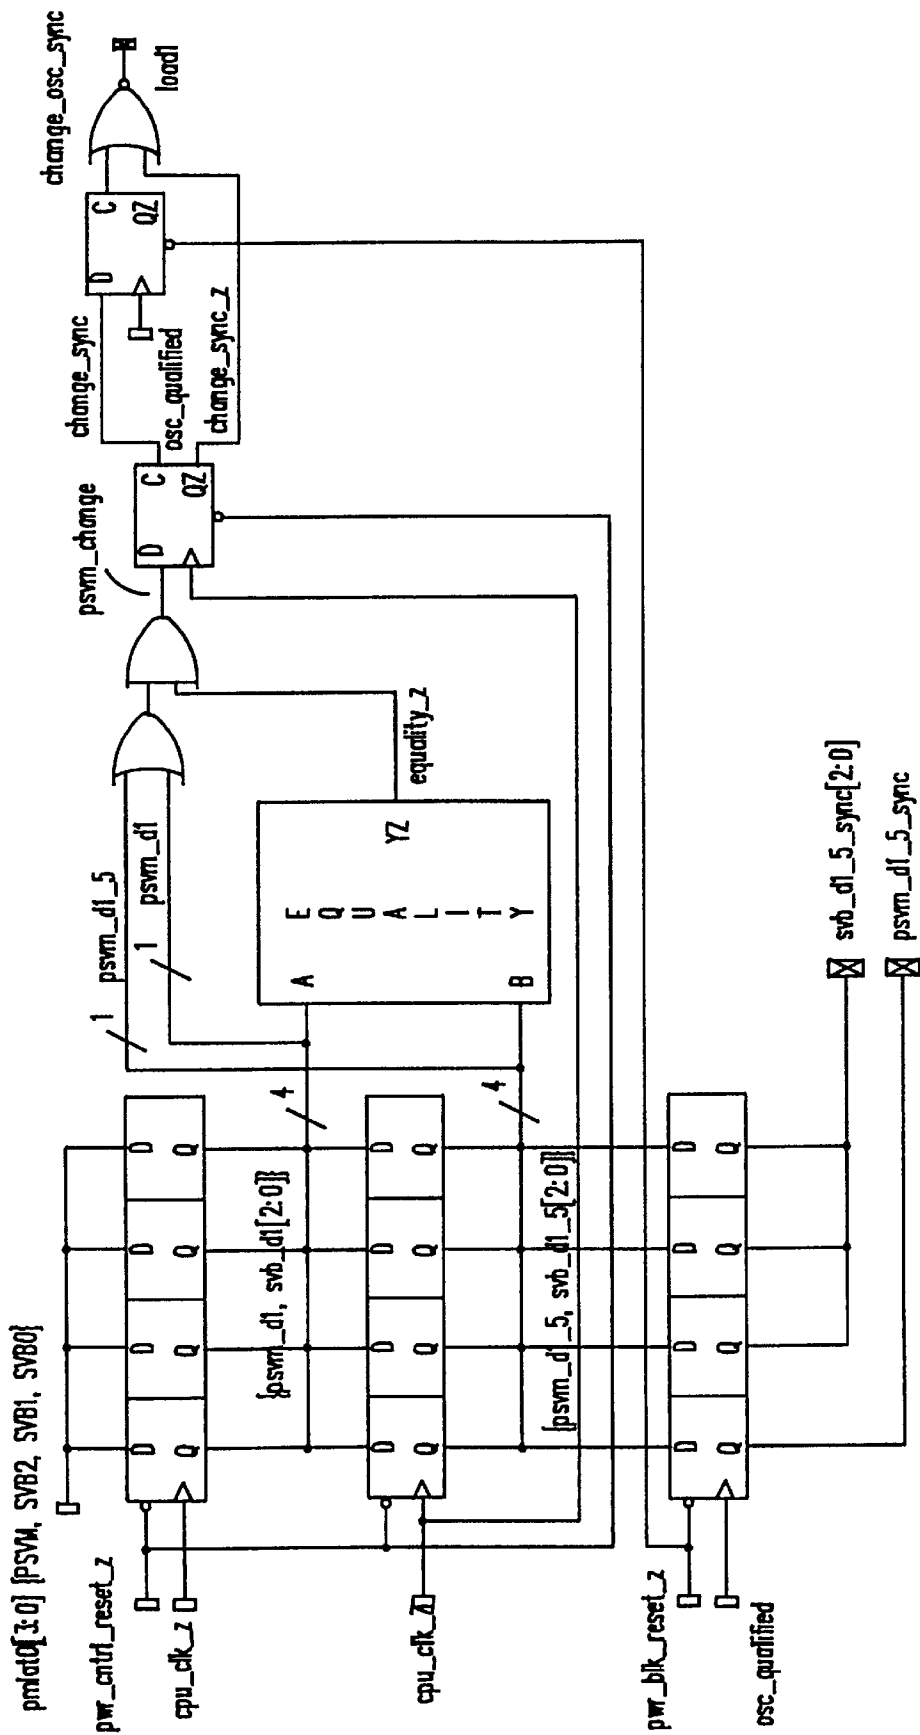 pmlat0[3:0] {PSVM, SVB2, SVB1, SVB0}
pwr_cntrl_reset_z
cpu_clk_z
D D D D
Q Q Q Q
{psvm_d1, svb_d1[2:0]}
4
D D D D
Q Q Q Q
{psvm_d1_5, svb_d1_5[2:0]}
4
pwr_blk_reset_z
osc_qualified
D D D D
Q Q Q Q
svb_d1_5_sync[2:0]
psvm_d1_5_sync
1
psvm_d1_5
1
psvm_d1
A
B
EQUALITY
YZ
equality_z
psvm_change
D
C
QZ
change_sync
osc_qualified
change_sync_z
D
C
QZ
change_osc_sync
load1